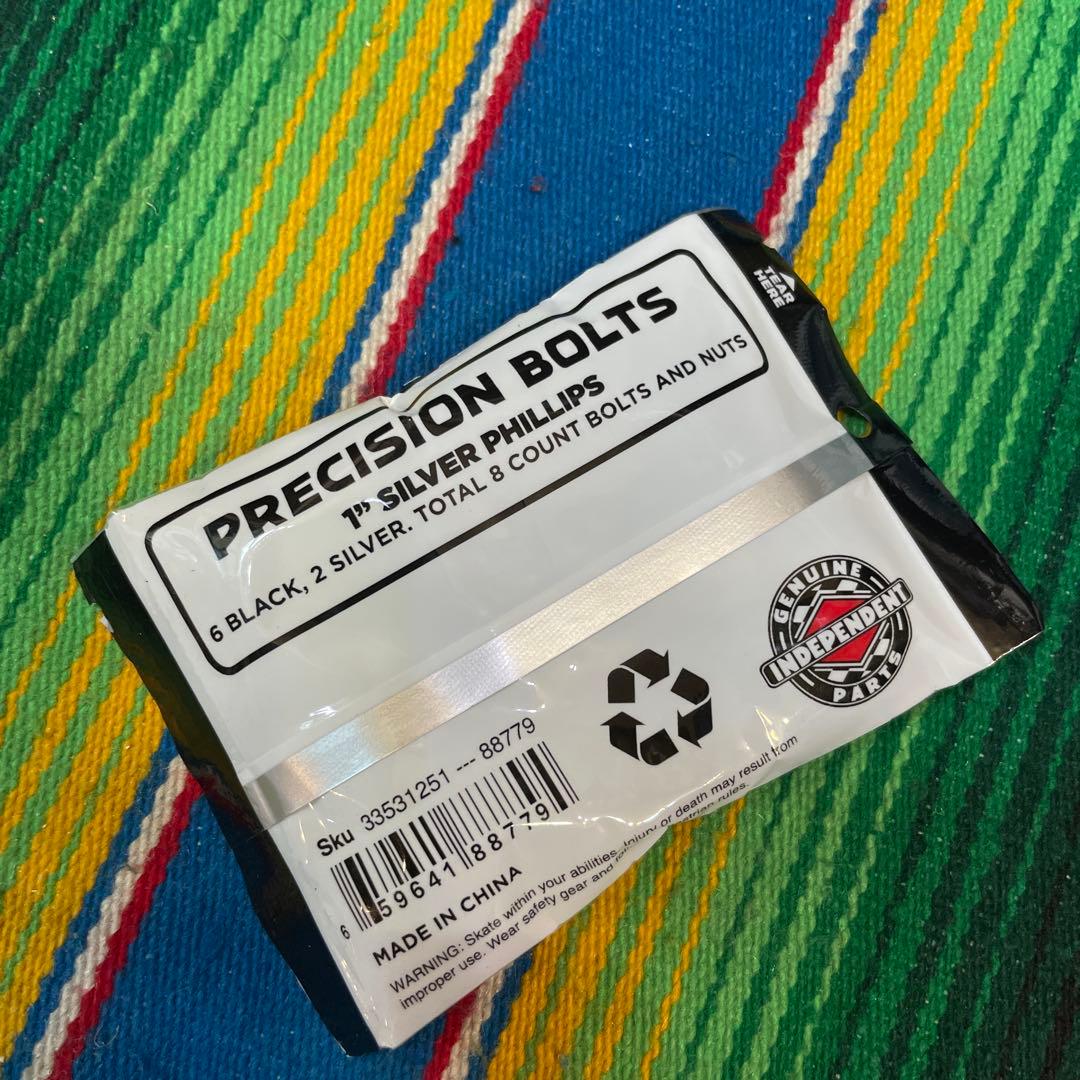 TEAR
HERE
PRECISION BOLTS
1” SILVER PHILLIPS
6 BLACK, 2 SILVER. TOTAL 8 COUNT BOLTS AND NUTS
GENUINE
INDEPENDENT
PARTS
Sku 33531251 --- 88779
6 59641 88779
MADE IN CHINA
WARNING: Skate within your abilities. Injury or death may result from
improper use. Wear safety gear and rules.